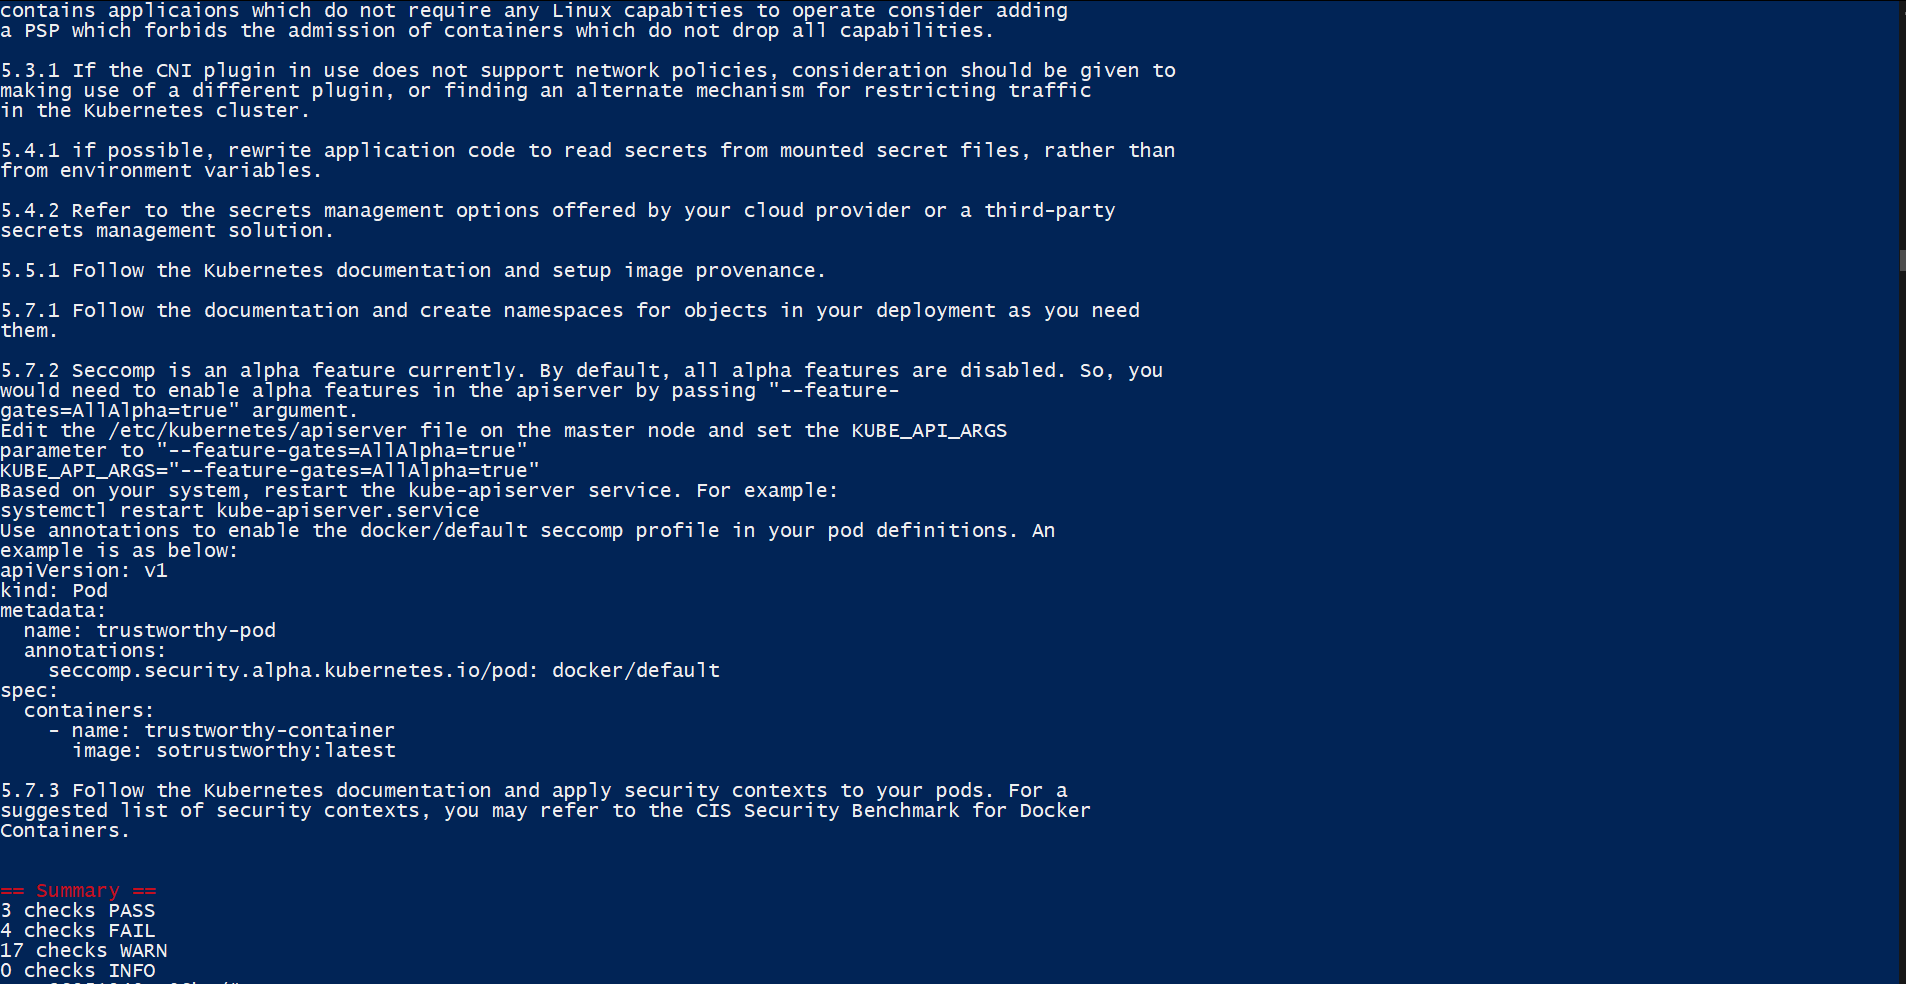 contains applicaions which do not require any Linux capabities to operate consider adding
a PSP which forbids the admission of containers which do not drop all capabilities.
5.3.1 If the CNI plugin in use does not support network policies, consideration should be given to
making use of a different plugin, or finding an alternate mechanism for restricting traffic
in the Kubernetes cluster.
5.4.1 if possible, rewrite application code to read secrets from mounted secret files, rather than
from environment variables.
5.4.2 Refer to the secrets management options offered by your cloud provider or a third-party
secrets management solution.
5.5.1 Follow the Kubernetes documentation and setup image provenance.
5.7.1 Follow the documentation and create namespaces for objects in your deployment as you need
them.
5.7.2 Seccomp is an alpha feature currently. By default, all alpha features are disabled. So, you
would need to enable alpha features in the apiserver by passing "--feature-
gates=AllAlpha=true" argument.
Edit the /etc/kubernetes/apiserver file on the master node and set the KUBE_API_ARGS
parameter to "--feature-gates=AllAlpha=true"
KUBE_API_ARGS="--feature-gates=AllAlpha=true"
Based on your system, restart the kube-apiserver service. For example:
systemctl restart kube-apiserver.service
Use annotations to enable the docker/default seccomp profile in your pod definitions. An
example is as below:
apiVersion: v1
kind: Pod
metadata:
  name: trustworthy-pod
  annotations:
    seccomp.security.alpha.kubernetes.io/pod: docker/default
spec:
  containers:
    - name: trustworthy-container
      image: sotrustworthy:latest
5.7.3 Follow the Kubernetes documentation and apply security contexts to your pods. For a
suggested list of security contexts, you may refer to the CIS Security Benchmark for Docker
Containers.
== Summary ==
3 checks PASS
4 checks FAIL
17 checks WARN
0 checks INFO